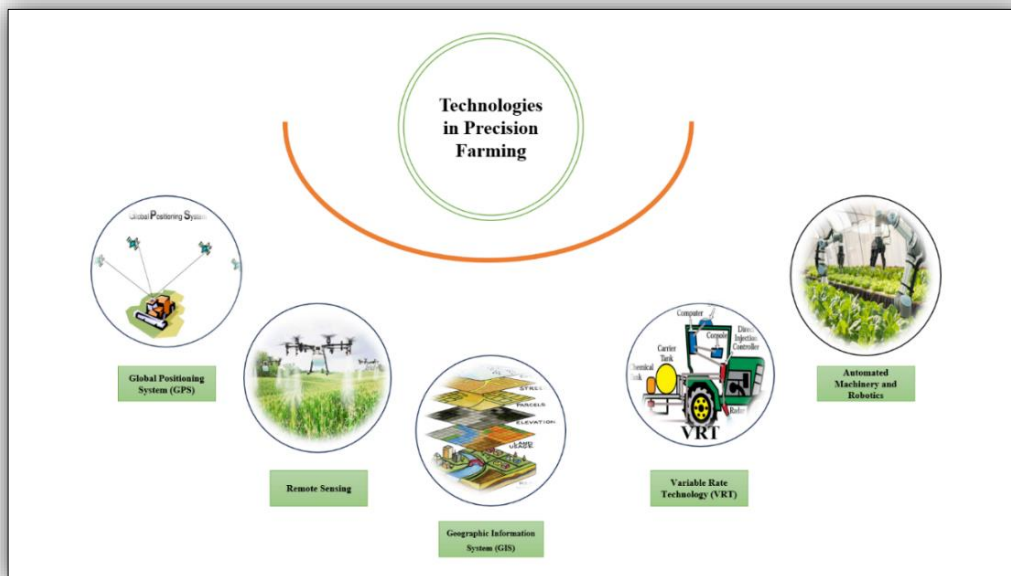 Technologies
in Precision
Farming
Global Positioning System
Global Positioning
System (GPS)
Remote Sensing
PARCELS
ELEVATION
LAND
USAGE
Geographic Information
System (GIS)
Computer
Console
Direct
Injection
Controller
Carrier
Tank
Chemical
Tank
Radar
VRT
Variable Rate
Technology (VRT)
Automated
Machinery and
Robotics